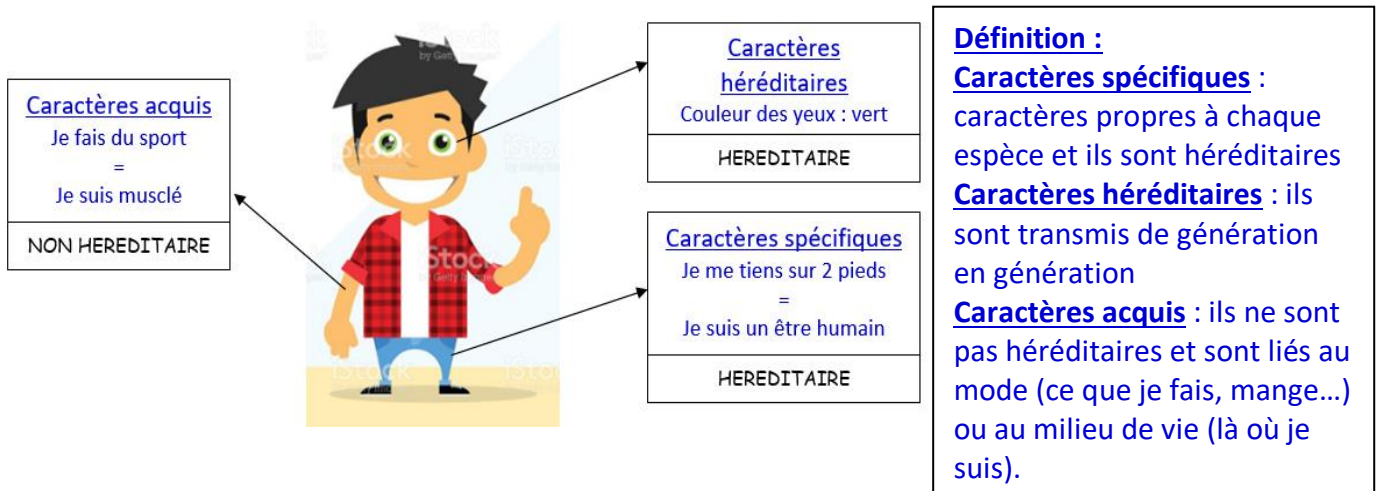 Caractères acquis
Je fais du sport
=
Je suis musclé
NON HEREDITAIRE
iStock
by Getty
Caractères
héréditaires
Couleur des yeux : vert
HEREDITAIRE
Caractères spécifiques
Je me tiens sur 2 pieds
=
Je suis un être humain
HEREDITAIRE
Définition :
Caractères spécifiques :
caractères propres à chaque
espèce et ils sont héréditaires
Caractères héréditaires : ils
sont transmis de génération
en génération
Caractères acquis : ils ne sont
pas héréditaires et sont liés au
mode (ce que je fais, mange…)
ou au milieu de vie (là où je
suis).